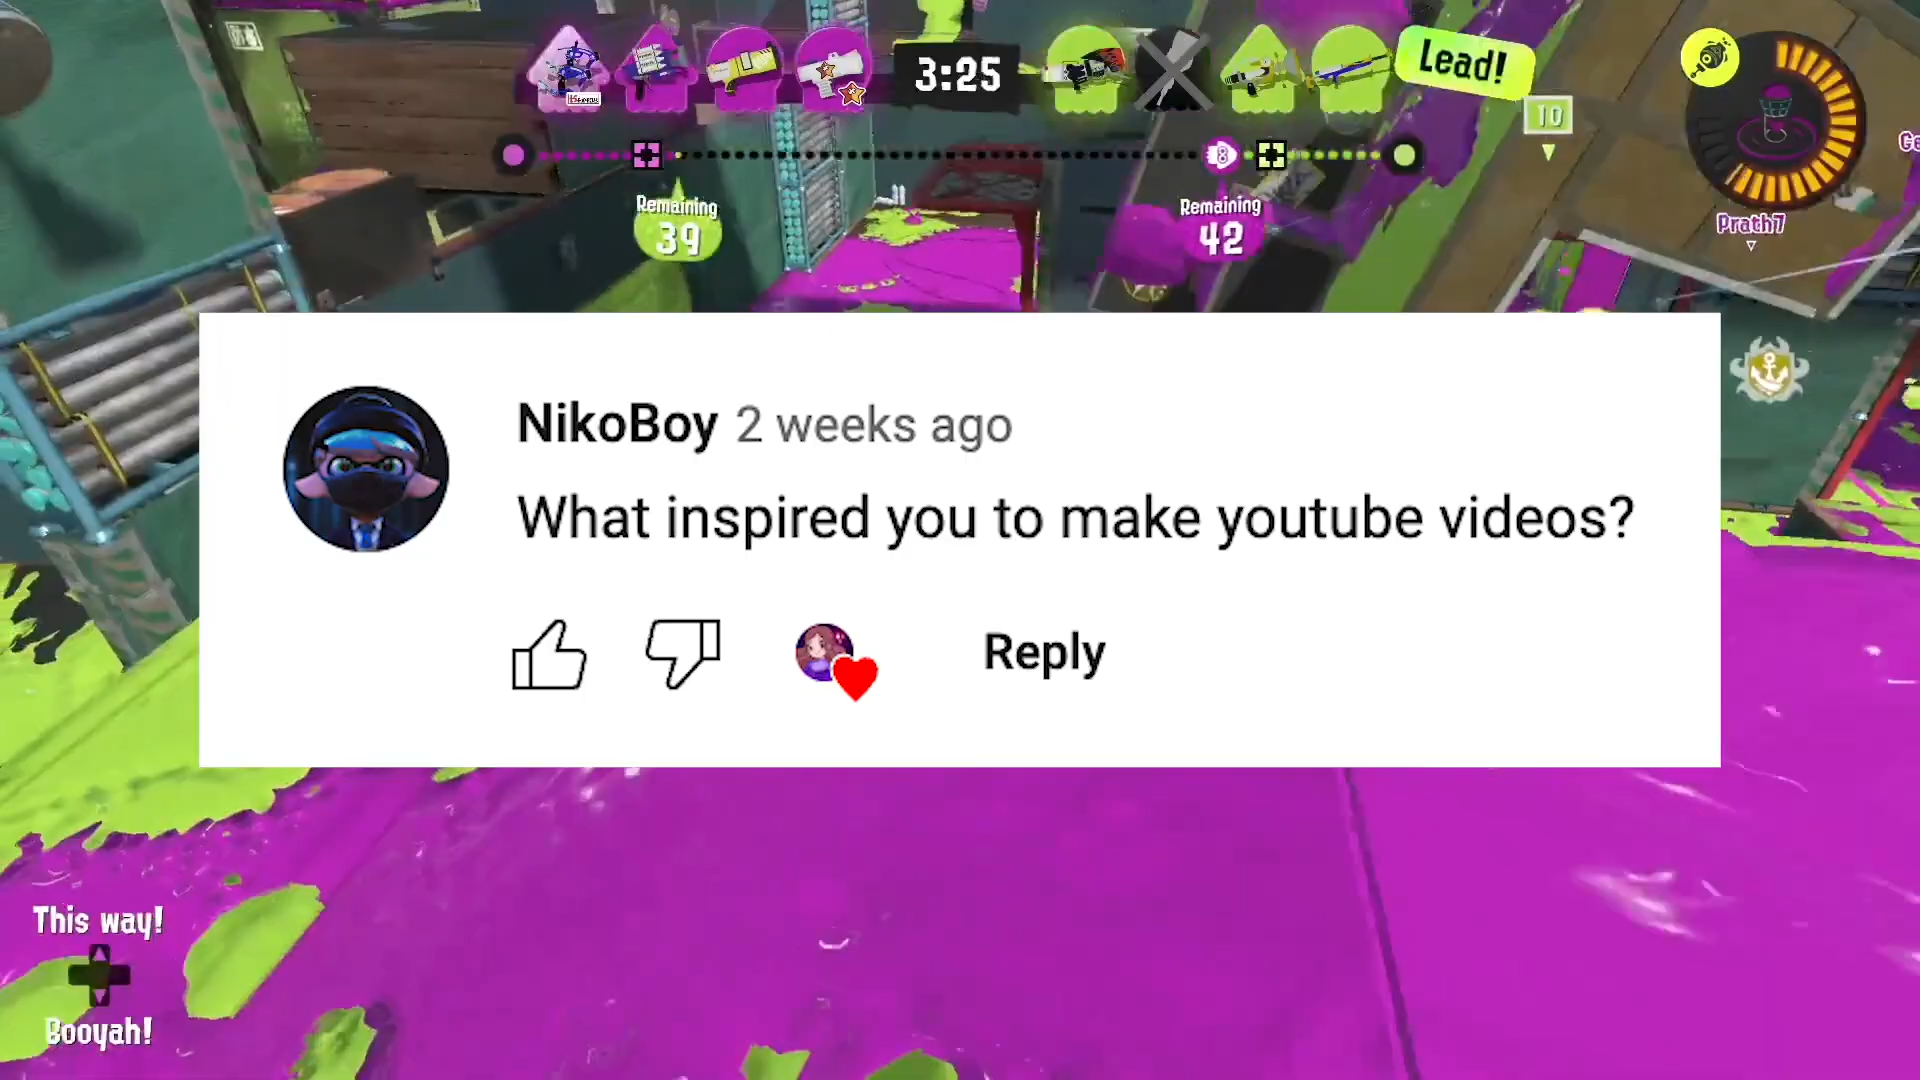 3:25
Lead!
10
8
Remaining
39
Remaining
42
Prath7
NikoBoy 2 weeks ago
What inspired you to make youtube videos?
Reply
This way!
Booyah!